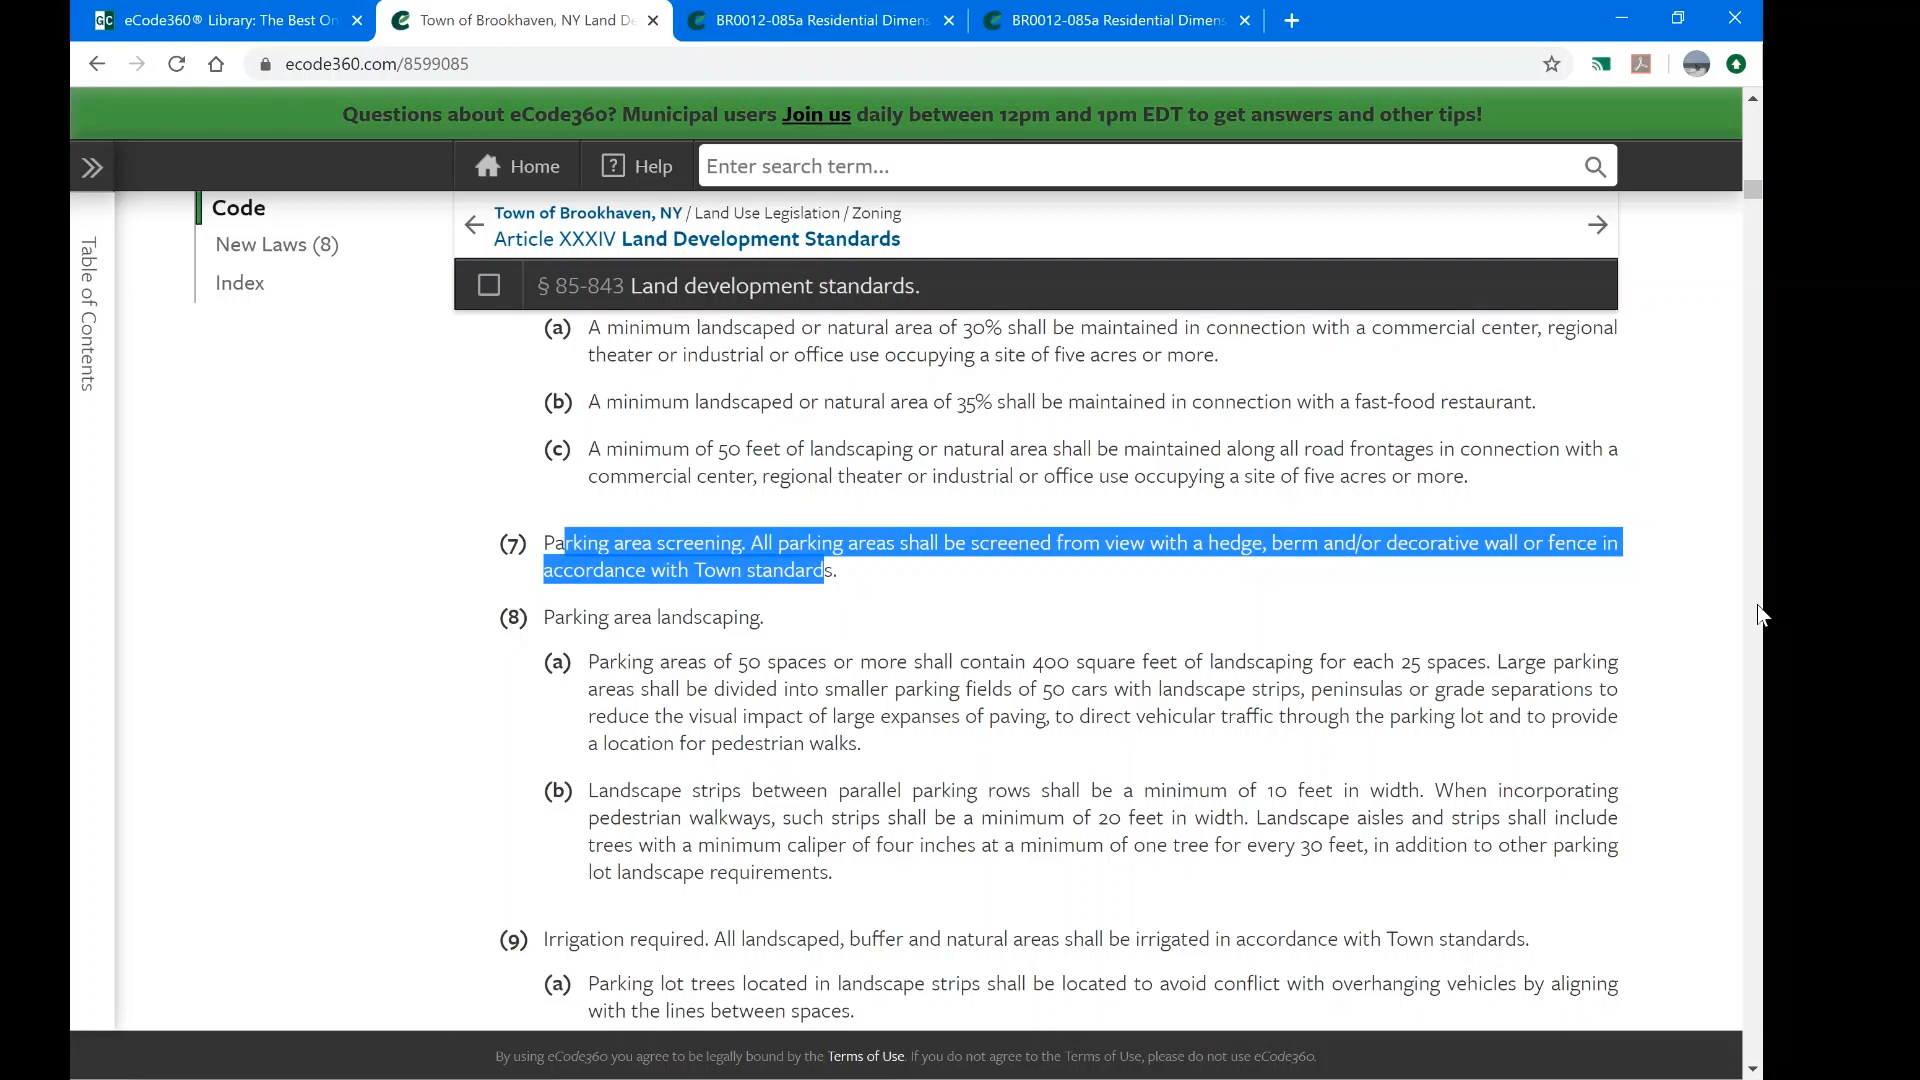 GC eCode360® Library: The Best On
Town of Brookhaven, NY Land De
BR0012-085a Residential Dimens
BR0012-085a Residential Dimens
ecode360.com/8599085
Questions about eCode360? Municipal users Join us daily between 12pm and 1pm EDT to get answers and other tips!
Home
Help
Enter search term...
Table of Contents
Code
New Laws (8)
Index
Town of Brookhaven, NY / Land Use Legislation / Zoning
Article XXXIV Land Development Standards
§ 85-843 Land development standards.
(a) A minimum landscaped or natural area of 30% shall be maintained in connection with a commercial center, regional
theater or industrial or office use occupying a site of five acres or more.
(b) A minimum landscaped or natural area of 35% shall be maintained in connection with a fast-food restaurant.
(c) A minimum of 50 feet of landscaping or natural area shall be maintained along all road frontages in connection with a
commercial center, regional theater or industrial or office use occupying a site of five acres or more.
(7) Parking area screening. All parking areas shall be screened from view with a hedge, berm and/or decorative wall or fence in
accordance with Town standards.
(8) Parking area landscaping.
(a) Parking areas of 50 spaces or more shall contain 400 square feet of landscaping for each 25 spaces. Large parking
areas shall be divided into smaller parking fields of 50 cars with landscape strips, peninsulas or grade separations to
reduce the visual impact of large expanses of paving, to direct vehicular traffic through the parking lot and to provide
a location for pedestrian walks.
(b) Landscape strips between parallel parking rows shall be a minimum of 10 feet in width. When incorporating
pedestrian walkways, such strips shall be a minimum of 20 feet in width. Landscape aisles and strips shall include
trees with a minimum caliper of four inches at a minimum of one tree for every 30 feet, in addition to other parking
lot landscape requirements.
(9) Irrigation required. All landscaped, buffer and natural areas shall be irrigated in accordance with Town standards.
(a) Parking lot trees located in landscape strips shall be located to avoid conflict with overhanging vehicles by aligning
with the lines between spaces.
By using eCode360 you agree to be legally bound by the Terms of Use. If you do not agree to the Terms of Use, please do not use eCode360.